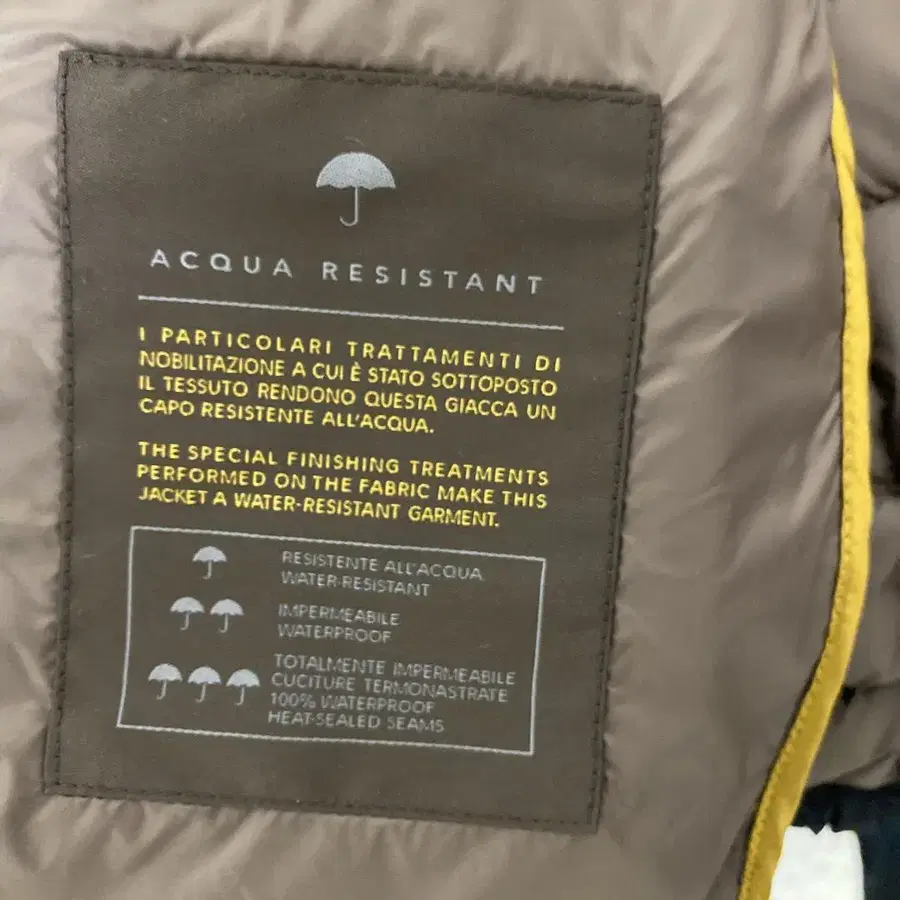 ACQUA RESISTANT
I PARTICOLARI TRATTAMENTI DI
NOBILITAZIONE A CUI È STATO SOTTOPOSTO
IL TESSUTO RENDONO QUESTA GIACCA UN
CAPO RESISTENTE ALL'ACQUA.
THE SPECIAL FINISHING TREATMENTS
PERFORMED ON THE FABRIC MAKE THIS
JACKET A WATER-RESISTANT GARMENT.
RESISTENTE ALL'ACQUA
WATER-RESISTANT
IMPERMEABILE
WATERPROOF
TOTALMENTE IMPERMEABILE
CUCITURE TERMONASTRATE
100% WATERPROOF
HEAT-SEALED SEAMS